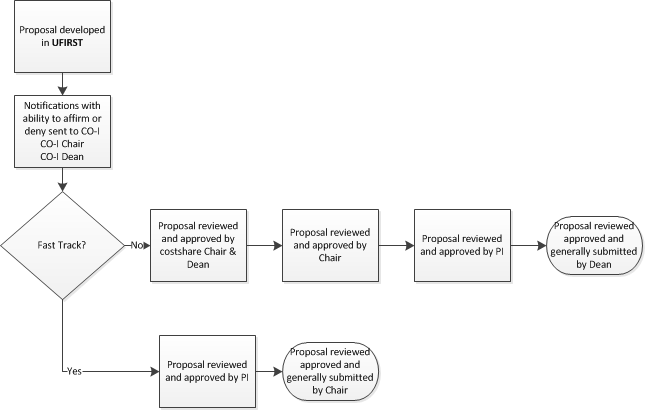 Proposal developed
in UFIRST
Notifications with
ability to affirm or
deny sent to CO-I
CO-I Chair
CO-I Dean
Fast Track?
No
Proposal reviewed
and approved by
costshare Chair &
Dean
Proposal reviewed
and approved by
Chair
Proposal reviewed
and approved by PI
Proposal reviewed
approved and
generally submitted
by Dean
Yes
Proposal reviewed
and approved by PI
Proposal reviewed
approved and
generally submitted
by Chair